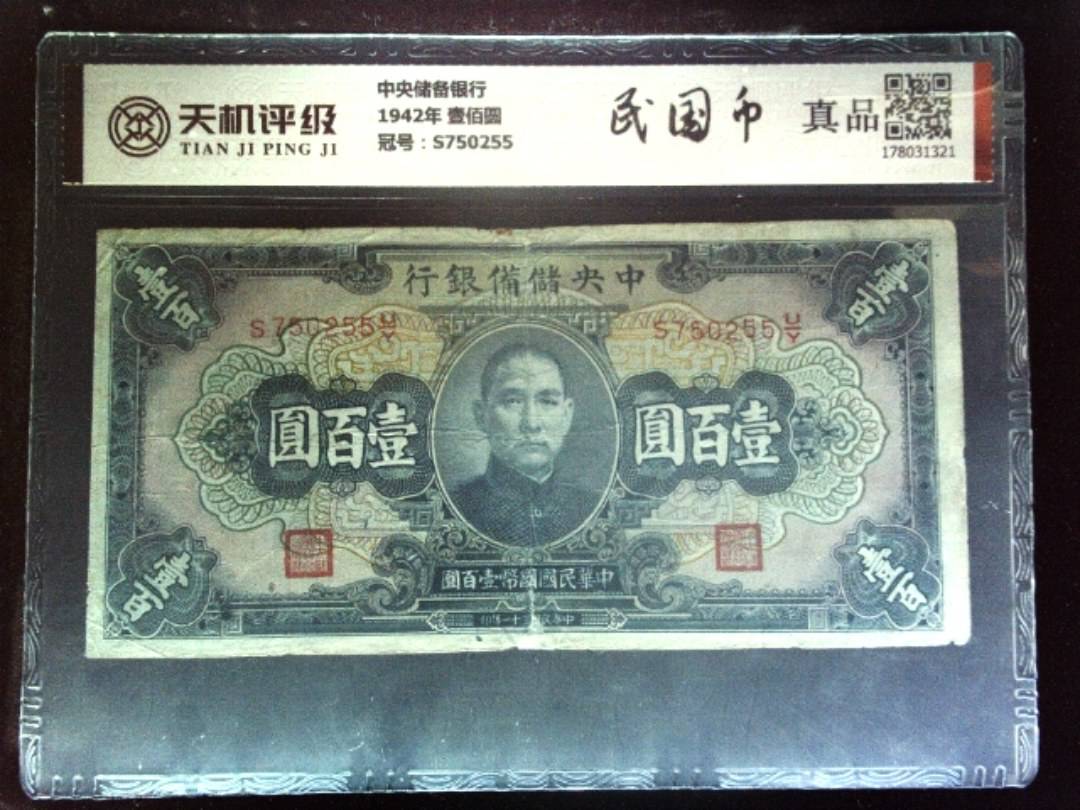 天机评级
TIAN JI PING JI
中央储备银行
1942年 壹佰圆
冠号：S750255
民国币
真品
178031321
行銀備儲央中
壹百
壹百
S750255 U/Y
S750255 U/Y
圓百壹
圓百壹
圓百壹幣國國民華中
壹百
壹百